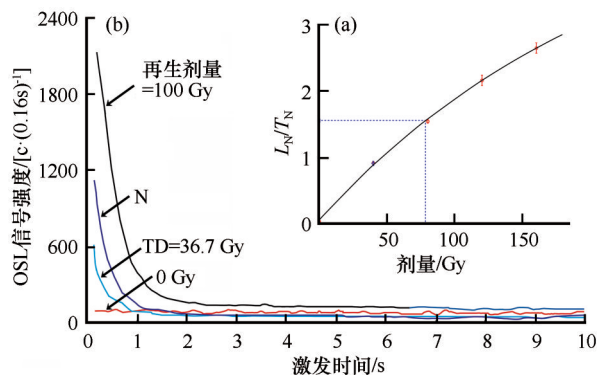 (b)
(a)
OSL信号强度/[c·(0.16s)⁻¹]
2400
1800
1200
600
0
再生剂量
=100 Gy
N
TD=36.7 Gy
0 Gy
0 1 2 3 4 5 6 7 8 9 10
激发时间/s
L_N/T_N
3
2
1
0
50 100 150
剂量/Gy